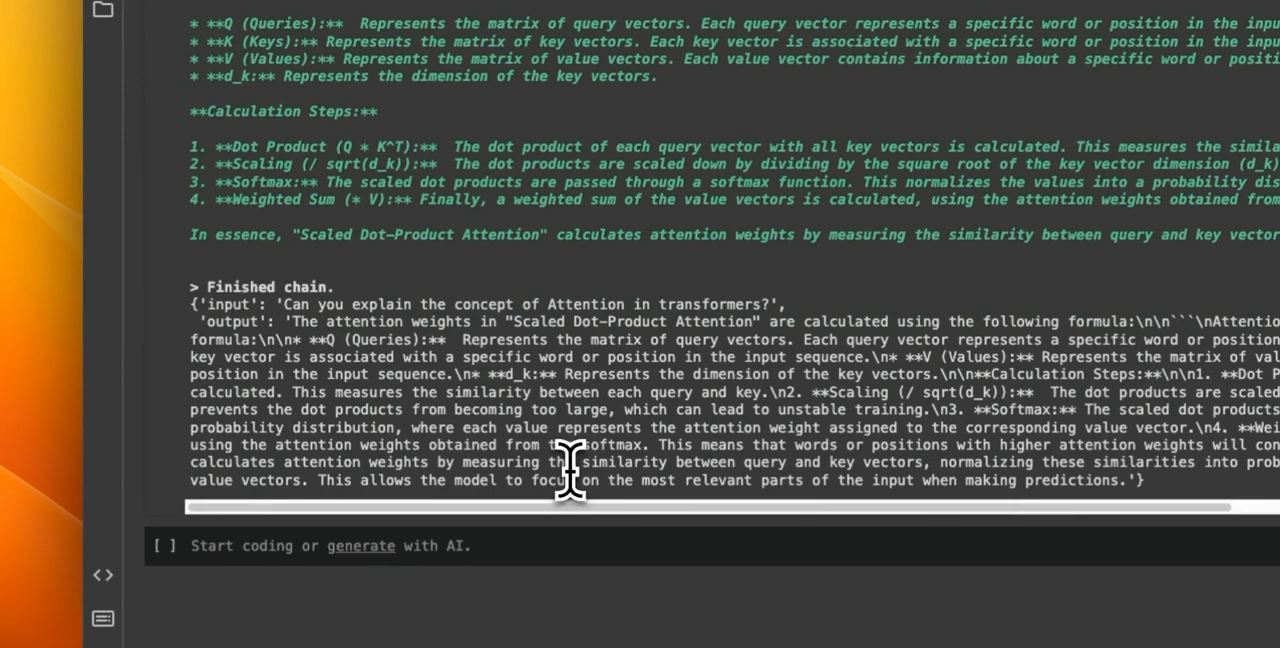 * **Q (Queries):**  Represents the matrix of query vectors. Each query vector represents a specific word or position in the inpu
* **K (Keys):** Represents the matrix of key vectors. Each key vector is associated with a specific word or position in the inpu
* **V (Values):** Represents the matrix of value vectors. Each value vector contains information about a specific word or positi
* **d_k:** Represents the dimension of the key vectors.
**Calculation Steps:**
1. **Dot Product (Q * K^T):**  The dot product of each query vector with all key vectors is calculated. This measures the simila
2. **Scaling (/ sqrt(d_k)):**  The dot products are scaled down by dividing by the square root of the key vector dimension (d_k)
3. **Softmax:** The scaled dot products are passed through a softmax function. This normalizes the values into a probability dis
4. **Weighted Sum (* V):** Finally, a weighted sum of the value vectors is calculated, using the attention weights obtained from
In essence, "Scaled Dot-Product Attention" calculates attention weights by measuring the similarity between query and key vector
> Finished chain.
{'input': 'Can you explain the concept of Attention in transformers?',
'output': 'The attention weights in "Scaled Dot-Product Attention" are calculated using the following formula:\n\n```\nAttentio
formula:\n\n* **Q (Queries):**  Represents the matrix of query vectors. Each query vector represents a specific word or position
key vector is associated with a specific word or position in the input sequence.\n* **V (Values):** Represents the matrix of val
position in the input sequence.\n* **d_k:** Represents the dimension of the key vectors.\n\n**Calculation Steps:**\n\n1. **Dot P
calculated. This measures the similarity between each query and key.\n2. **Scaling (/ sqrt(d_k)):**  The dot products are scaled
prevents the dot products from becoming too large, which can lead to unstable training.\n3. **Softmax:** The scaled dot products
probability distribution, where each value represents the attention weight assigned to the corresponding value vector.\n4. **Wei
using the attention weights obtained from the softmax. This means that words or positions with higher attention weights will con
calculates attention weights by measuring the similarity between query and key vectors, normalizing these similarities into prob
value vectors. This allows the model to focus on the most relevant parts of the input when making predictions.'}
[ ] Start coding or generate with AI.